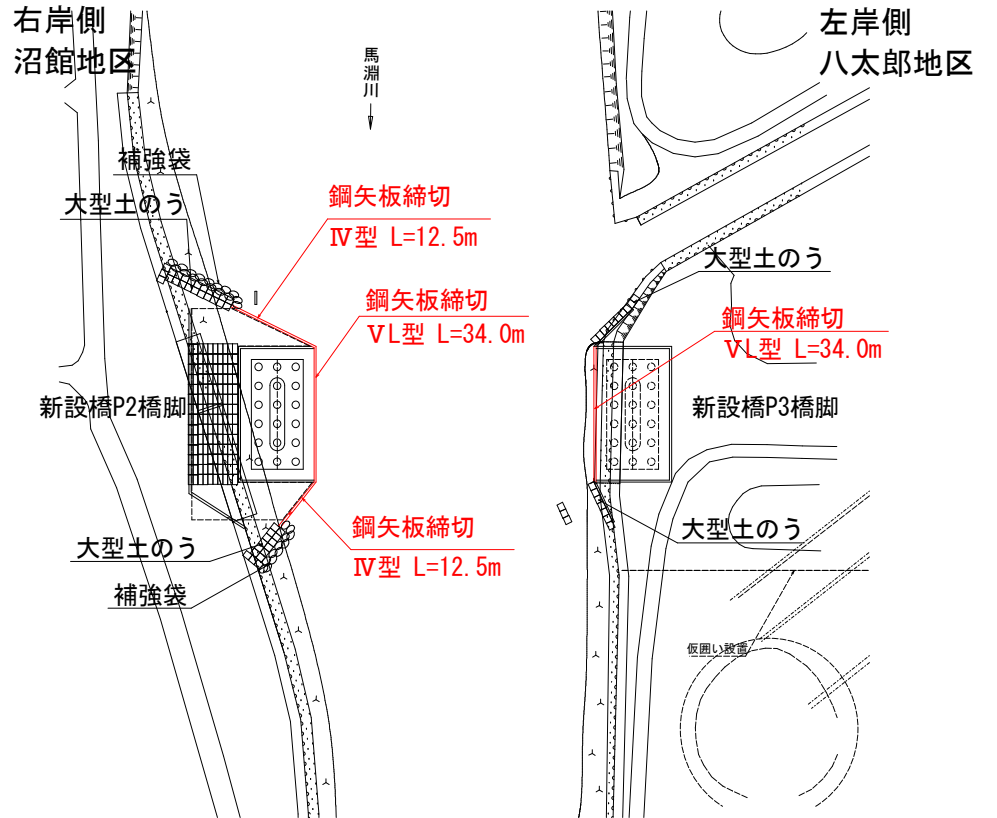 右岸側
沼館地区
馬淵川
左岸側
八太郎地区
補強袋
大型土のう
鋼矢板締切
Ⅳ型 L=12.5m
鋼矢板締切
ⅤL型 L=34.0m
新設橋P2橋脚
鋼矢板締切
Ⅳ型 L=12.5m
大型土のう
補強袋
大型土のう
鋼矢板締切
ⅤL型 L=34.0m
新設橋P3橋脚
大型土のう
仮囲い設置